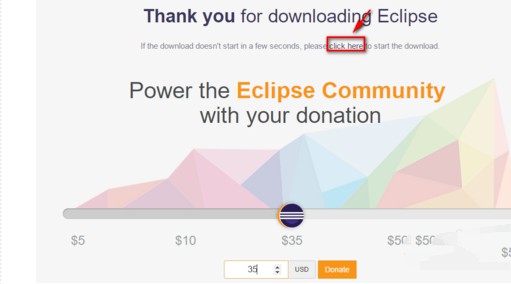 Thank you for downloading Eclipse
If the download doesn't start in a few seconds, please click here to start the download.
Power the Eclipse Community
with your donation
$5 $10 $35 $50 $50
35 USD Donate